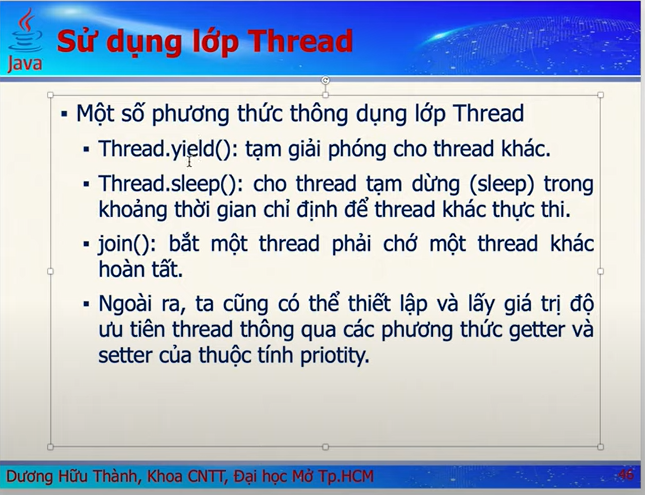 Java
Sử dụng lớp Thread
▪ Một số phương thức thông dụng lớp Thread
▪ Thread.yield(): tạm giải phóng cho thread khác.
▪ Thread.sleep(): cho thread tạm dừng (sleep) trong
khoảng thời gian chỉ định để thread khác thực thi.
▪ join(): bắt một thread phải chớ một thread khác
hoàn tất.
▪ Ngoài ra, ta cũng có thể thiết lập và lấy giá trị độ
ưu tiên thread thông qua các phương thức getter và
setter của thuộc tính priotity.
Dương Hữu Thành, Khoa CNTT, Đại học Mở Tp.HCM
46